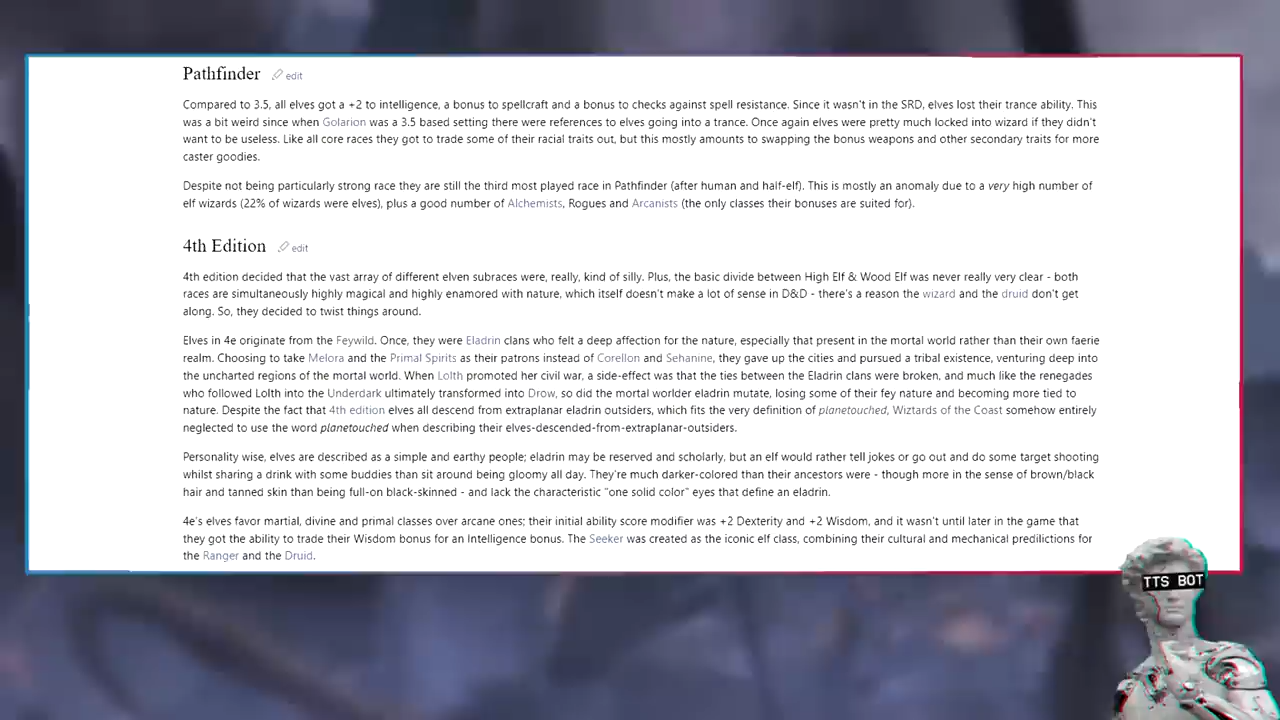 Pathfinder edit
Compared to 3.5, all elves got a +2 to intelligence, a bonus to spellcraft and a bonus to checks against spell resistance. Since it wasn't in the SRD, elves lost their trance ability. This
was a bit weird since when Golarion was a 3.5 based setting there were references to elves going into a trance. Once again elves were pretty much locked into wizard if they didn't
want to be useless. Like all core races they got to trade some of their racial traits out, but this mostly amounts to swapping the bonus weapons and other secondary traits for more
caster goodies.
Despite not being particularly strong race they are still the third most played race in Pathfinder (after human and half-elf). This is mostly an anomaly due to a very high number of
elf wizards (22% of wizards were elves), plus a good number of Alchemists, Rogues and Arcanists (the only classes their bonuses are suited for).
4th Edition edit
4th edition decided that the vast array of different elven subraces were, really, kind of silly. Plus, the basic divide between High Elf & Wood Elf was never really very clear - both
races are simultaneously highly magical and highly enamored with nature, which itself doesn't make a lot of sense in D&D - there's a reason the wizard and the druid don't get
along. So, they decided to twist things around.
Elves in 4e originate from the Feywild. Once, they were Eladrin clans who felt a deep affection for the nature, especially that present in the mortal world rather than their own faerie
realm. Choosing to take Melora and the Primal Spirits as their patrons instead of Corellon and Sehanine, they gave up the cities and pursued a tribal existence, venturing deep into
the uncharted regions of the mortal world. When Lolth promoted her civil war, a side-effect was that the ties between the Eladrin clans were broken, and much like the renegades
who followed Lolth into the Underdark ultimately transformed into Drow, so did the mortal worlder eladrin mutate, losing some of their fey nature and becoming more tied to
nature. Despite the fact that 4th edition elves all descend from extraplanar eladrin outsiders, which fits the very definition of planetouched, Wiztards of the Coast somehow entirely
neglected to use the word planetouched when describing their elves-descended-from-extraplanar-outsiders.
Personality wise, elves are described as a simple and earthy people; eladrin may be reserved and scholarly, but an elf would rather tell jokes or go out and do some target shooting
whilst sharing a drink with some buddies than sit around being gloomy all day. They're much darker-colored than their ancestors were - though more in the sense of brown/black
hair and tanned skin than being full-on black-skinned - and lack the characteristic "one solid color" eyes that define an eladrin.
4e's elves favor martial, divine and primal classes over arcane ones; their initial ability score modifier was +2 Dexterity and +2 Wisdom, and it wasn't until later in the game that
they got the ability to trade their Wisdom bonus for an Intelligence bonus. The Seeker was created as the iconic elf class, combining their cultural and mechanical predilictions for
the Ranger and the Druid.
TTS BOT